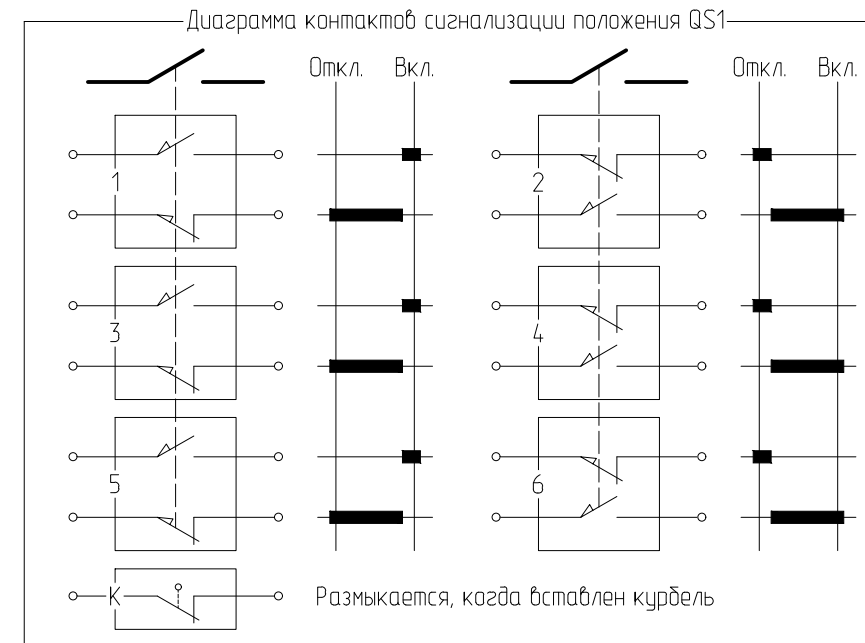 Диаграмма контактов сигнализации положения QS1
Откл. Вкл. Откл. Вкл.
1 2
3 4
5 6
К Размыкается, когда вставлен курбель